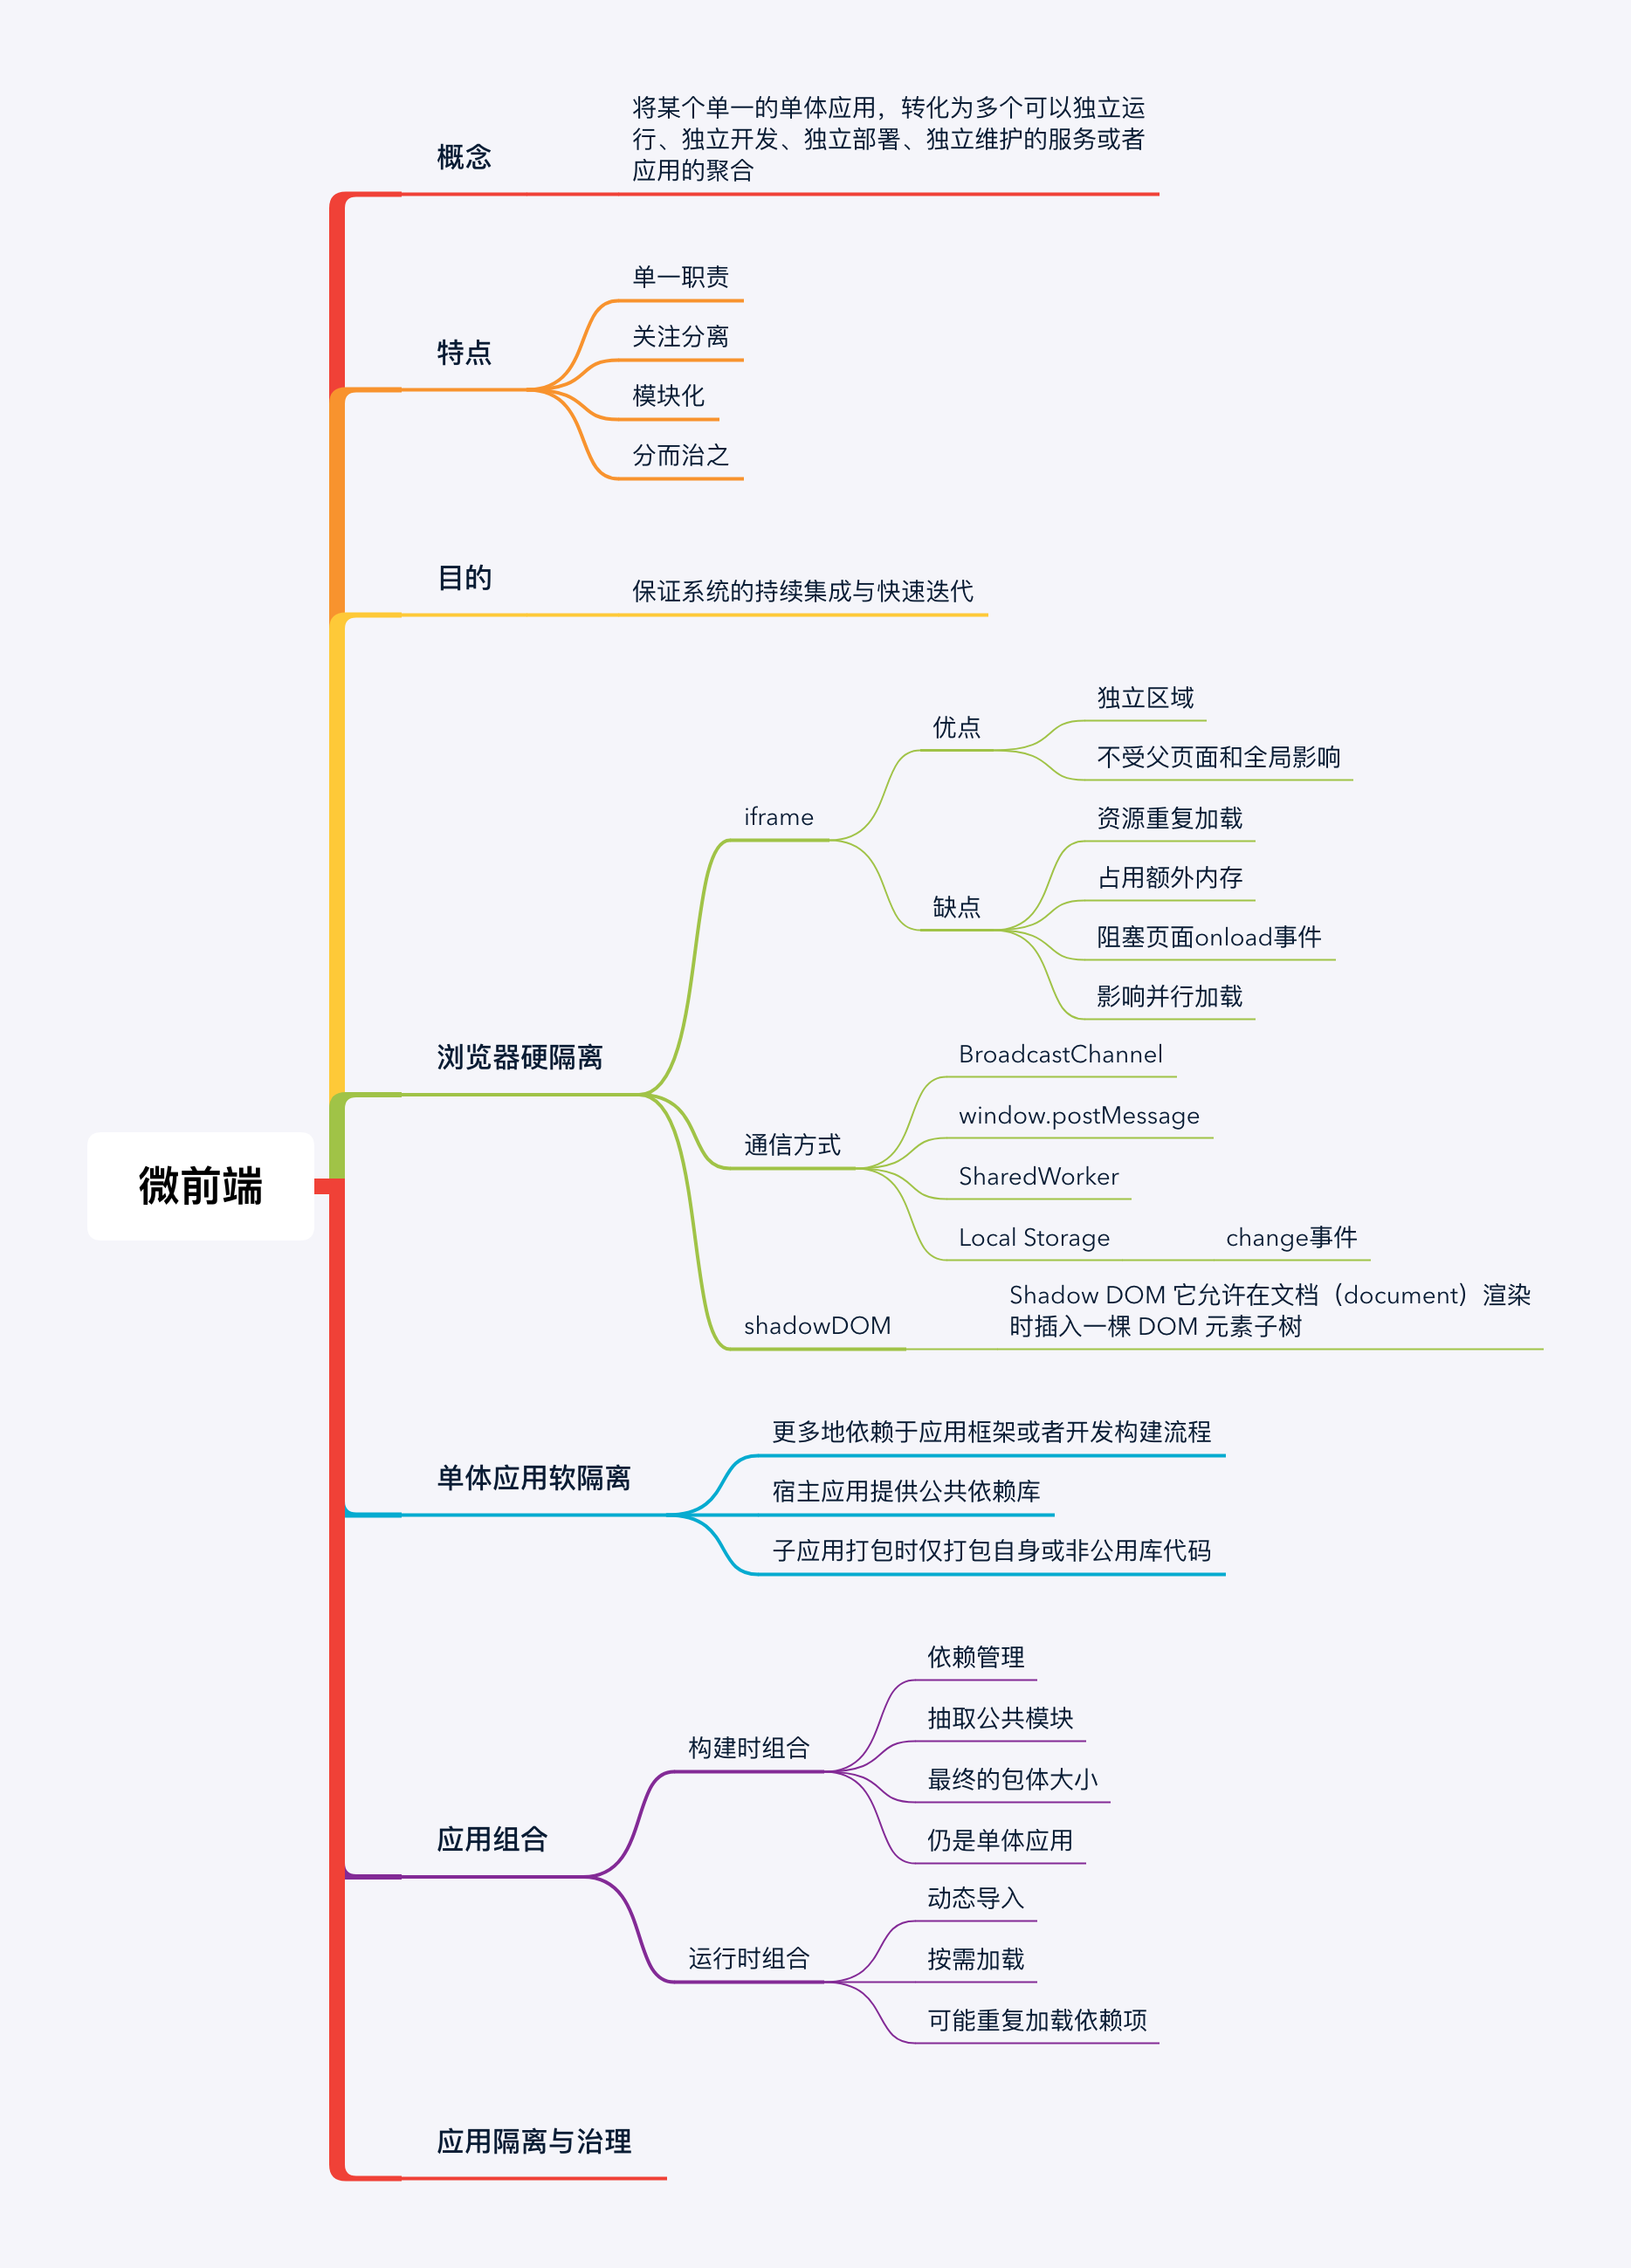 微前端
概念
将某个单一的单体应用，转化为多个可以独立运
行、独立开发、独立部署、独立维护的服务或者
应用的聚合
特点
单一职责
关注分离
模块化
分而治之
目的
保证系统的持续集成与快速迭代
浏览器硬隔离
iframe
优点
独立区域
不受父页面和全局影响
缺点
资源重复加载
占用额外内存
阻塞页面onload事件
影响并行加载
通信方式
BroadcastChannel
window.postMessage
SharedWorker
Local Storage
change事件
shadowDOM
Shadow DOM 它允许在文档（document）渲染
时插入一棵 DOM 元素子树
单体应用软隔离
更多地依赖于应用框架或者开发构建流程
宿主应用提供公共依赖库
子应用打包时仅打包自身或非公用库代码
应用组合
构建时组合
依赖管理
抽取公共模块
最终的包体大小
仍是单体应用
运行时组合
动态导入
按需加载
可能重复加载依赖项
应用隔离与治理